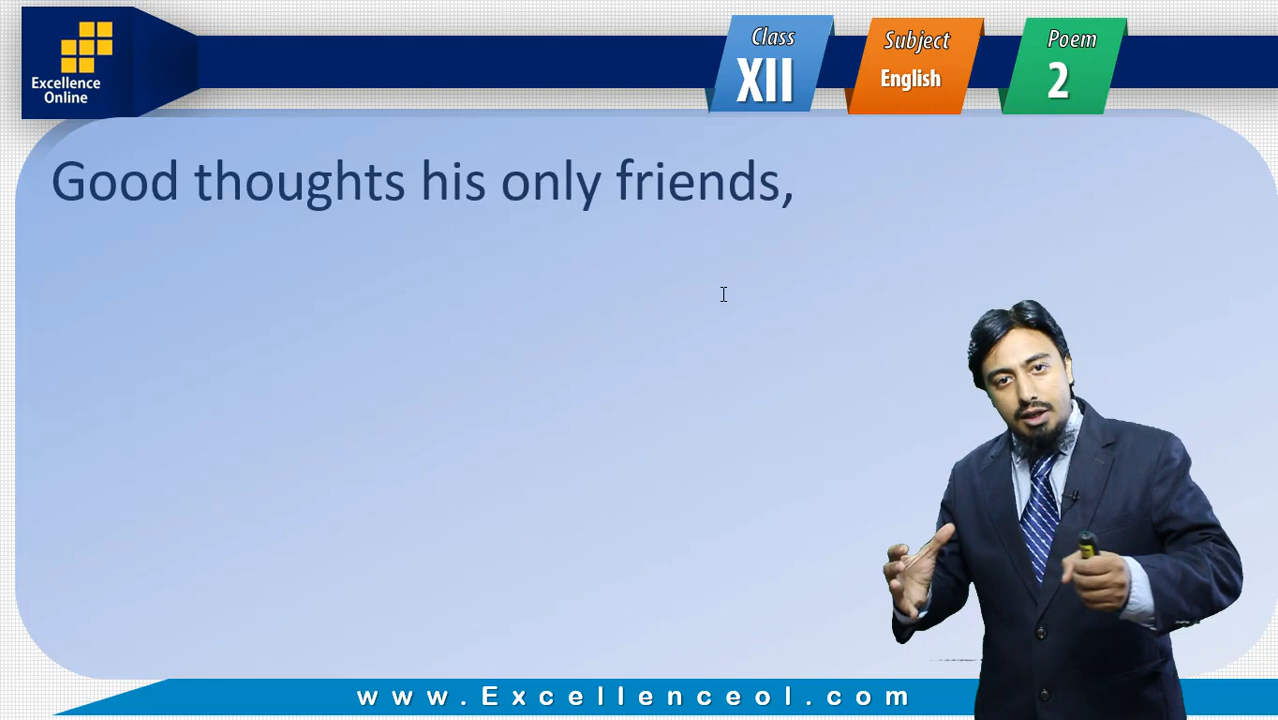 Excellence
Online
Class
XII
Subject
English
Poem
2
Good thoughts his only friends,
www.Excellenceol.com